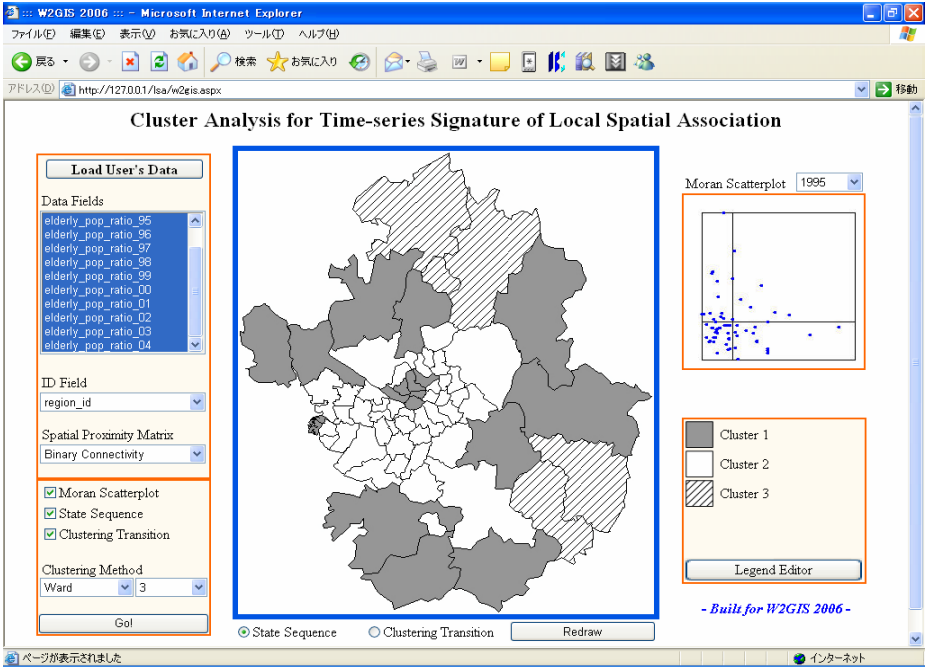 ::: W2GIS 2006 ::: - Microsoft Internet Explorer
ファイル(F) 編集(E) 表示(V) お気に入り(A) ツール(T) ヘルプ(H)
戻る 検索 お気に入り
アドレス(D) http://127.0.0.1/lsa/w2gis.aspx 移動
Cluster Analysis for Time-series Signature of Local Spatial Association
Load User's Data
Data Fields
elderly_pop_ratio_95
elderly_pop_ratio_96
elderly_pop_ratio_97
elderly_pop_ratio_98
elderly_pop_ratio_99
elderly_pop_ratio_00
elderly_pop_ratio_01
elderly_pop_ratio_02
elderly_pop_ratio_03
elderly_pop_ratio_04
ID Field
region_id
Spatial Proximity Matrix
Binary Connectivity
Moran Scatterplot
State Sequence
Clustering Transition
Clustering Method
Ward 3
Go!
State Sequence Clustering Transition Redraw
Moran Scatterplot 1995
Cluster 1
Cluster 2
Cluster 3
Legend Editor
- Built for W2GIS 2006 -
ページが表示されました インターネット